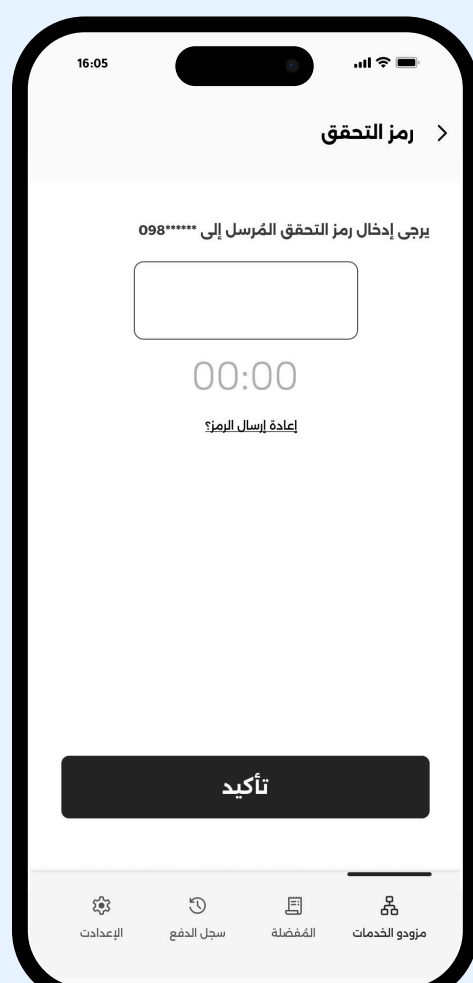 16:05
رمز التحقق
يرجى إدخال رمز التحقق المُرسل إلى ******098
00:00
إعادة إرسال الرمز؟
تأكيد
مزودو الخدمات
المُفضلة
سجل الدفع
الإعدادت